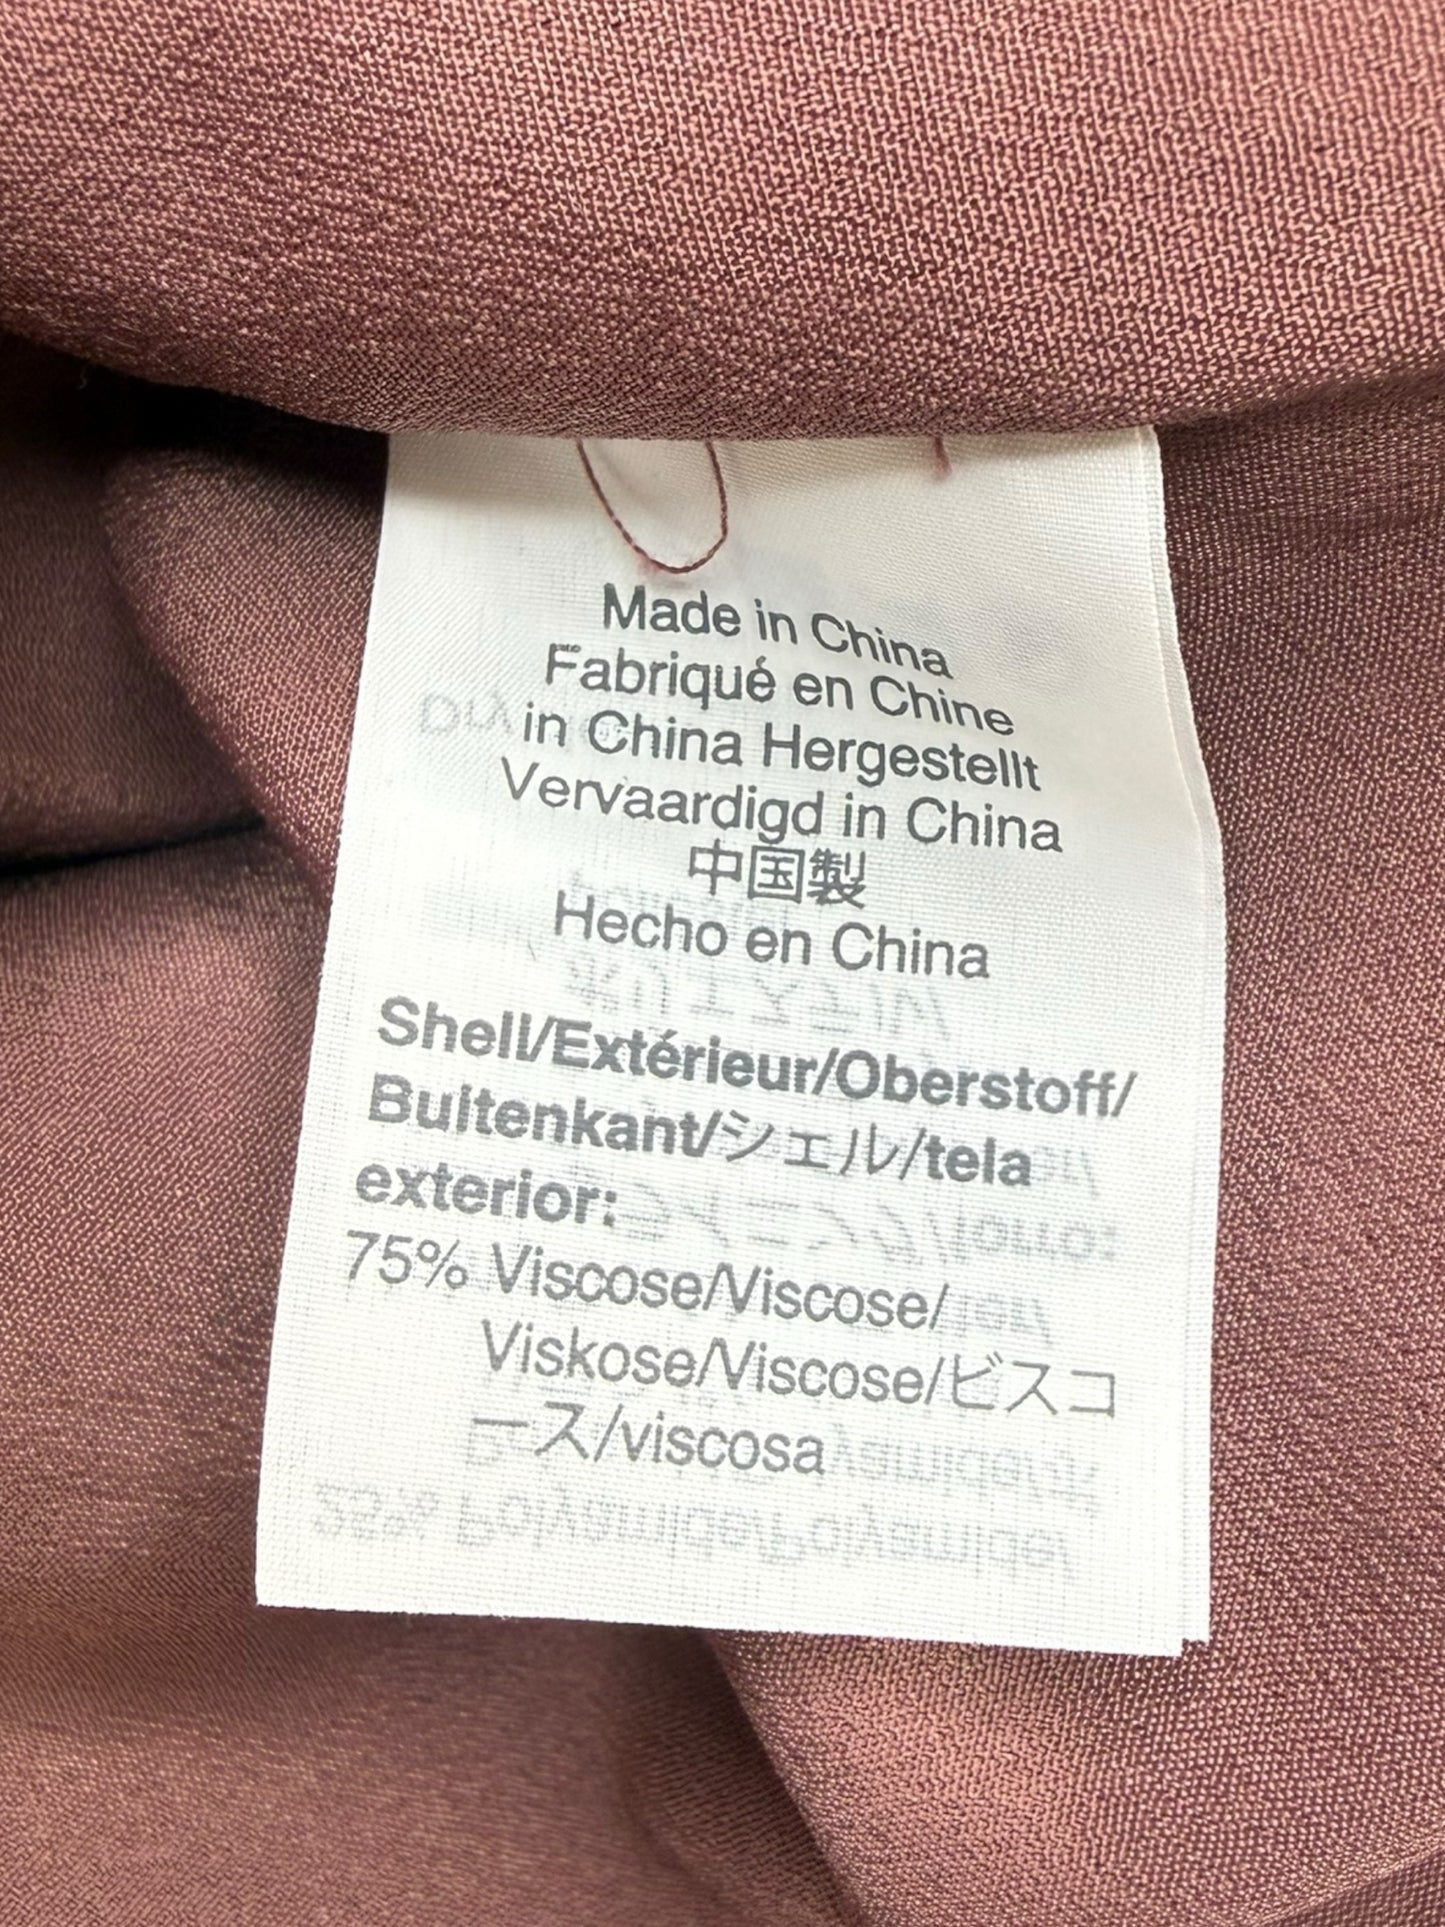 Made in China
Fabriqué en Chine
in China Hergestellt
Vervaardigd in China
中国製
Hecho en China
Shell/Extérieur/Oberstoff/
Buitenkant/シェル/tela
exterior:
75% Viscose/Viscose/
Viskose/Viscose/ビスコ
ース/viscosa